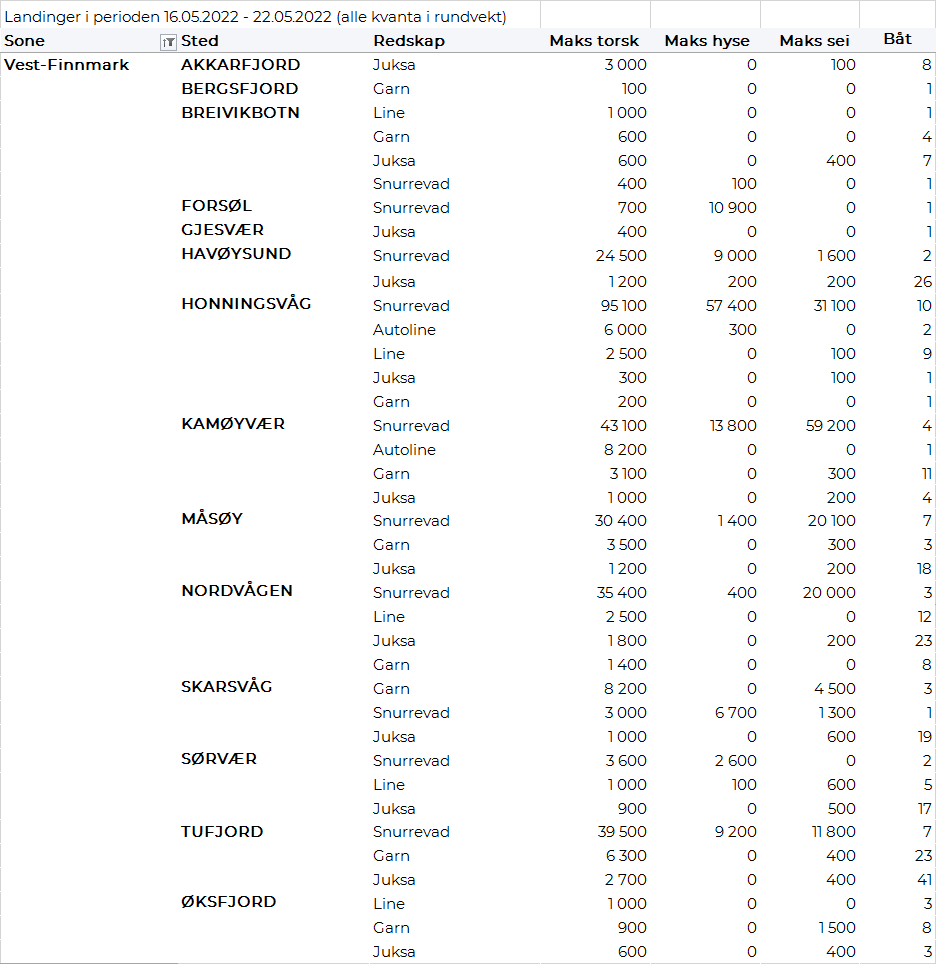 Landinger i perioden 16.05.2022 - 22.05.2022 (alle kvanta i rundvekt)
Sone Sted Redskap Maks torsk Maks hyse Maks sei Båt
Vest-Finnmark AKKARFJORD Juksa 3 000 0 100 8
BERGSFJORD Garn 100 0 0 1
BREIVIKBOTN Line 1 000 0 0 1
Garn 600 0 0 4
Juksa 600 0 400 7
Snurrevad 400 100 0 1
FORSØL Snurrevad 700 10 900 0 1
GJESVÆR Juksa 400 0 0 1
HAVØYSUND Snurrevad 24 500 9 000 1 600 2
Juksa 1 200 200 200 26
HONNINGSVÅG Snurrevad 95 100 57 400 31 100 10
Autoline 6 000 300 0 2
Line 2 500 0 100 9
Juksa 300 0 100 1
Garn 200 0 0 1
KAMØYVÆR Snurrevad 43 100 13 800 59 200 4
Autoline 8 200 0 0 1
Garn 3 100 0 300 11
Juksa 1 000 0 200 4
MÅSØY Snurrevad 30 400 1 400 20 100 7
Garn 3 500 0 300 3
Juksa 1 200 0 200 18
NORDVÅGEN Snurrevad 35 400 400 20 000 3
Line 2 500 0 0 12
Juksa 1 800 0 200 23
Garn 1 400 0 0 8
SKARSVÅG Garn 8 200 0 4 500 3
Snurrevad 3 000 6 700 1 300 1
Juksa 1 000 0 600 19
SØRVÆR Snurrevad 3 600 2 600 0 2
Line 1 000 100 600 5
Juksa 900 0 500 17
TUFJORD Snurrevad 39 500 9 200 11 800 7
Garn 6 300 0 400 23
Juksa 2 700 0 400 41
ØKSFJORD Line 1 000 0 0 3
Garn 900 0 1 500 8
Juksa 600 0 400 3